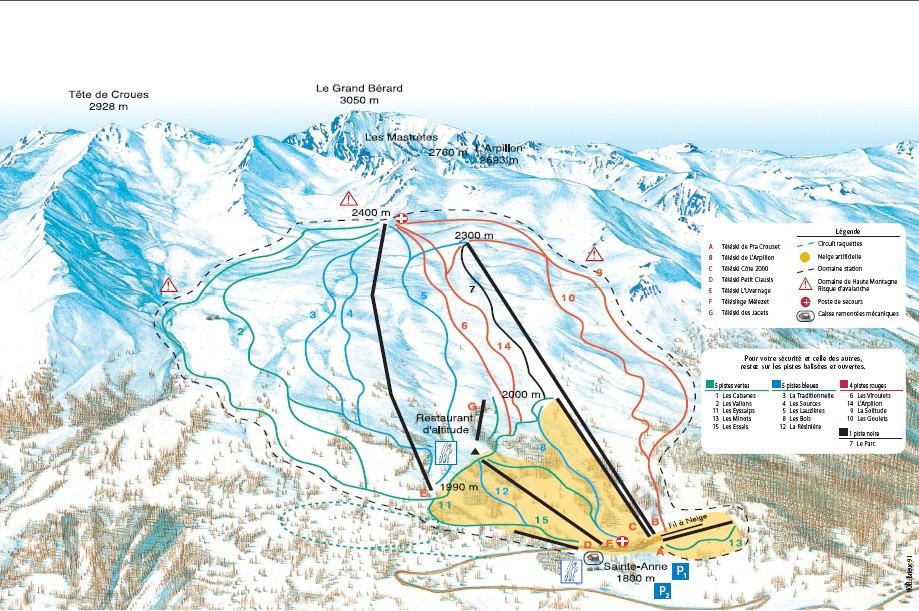 Tête de Croues
2928 m
Le Grand Bérard
3050 m
Les Mastrètes
2760 m
L'Arpillon
2693 m
2400 m
2300 m
9
10
5
7
3
4
2
1
6
14
2000 m
G
Restaurant
d'altitude
8
1990 m
E
11
12
15
C
B
Fil à Neige
13
D
F
A
Sainte-Anne
1800 m
P1
P2
Légende
A Téléski de Pra Crouset
B Téléski de L'Arpillon
C Téléski Côte 2000
D Téléski Petit Clausis
E Téléski L'Uvernage
F Télésiège Mélezet
G Téléski des Jacets
Circuit raquettes
Neige artificielle
Domaine station
Domaine de Haute Montagne
Risque d'avalanche
Poste de secours
Caisse remontées mécaniques
Pour votre sécurité et celle des autres,
restez sur les pistes balisées et ouvertes.
5 pistes vertes
1 Les Cabanes
2 Les Vallons
11 Les Eyssalps
13 Les Minots
15 Les Essais
5 pistes bleues
3 La Traditionnelle
4 Les Sources
5 Les Lauzières
8 Les Bois
12 La Résinière
4 pistes rouges
6 Les Viroulets
14 L'Arpillon
9 La Solitude
10 Les Goulets
1 piste noire
7 Le Parc